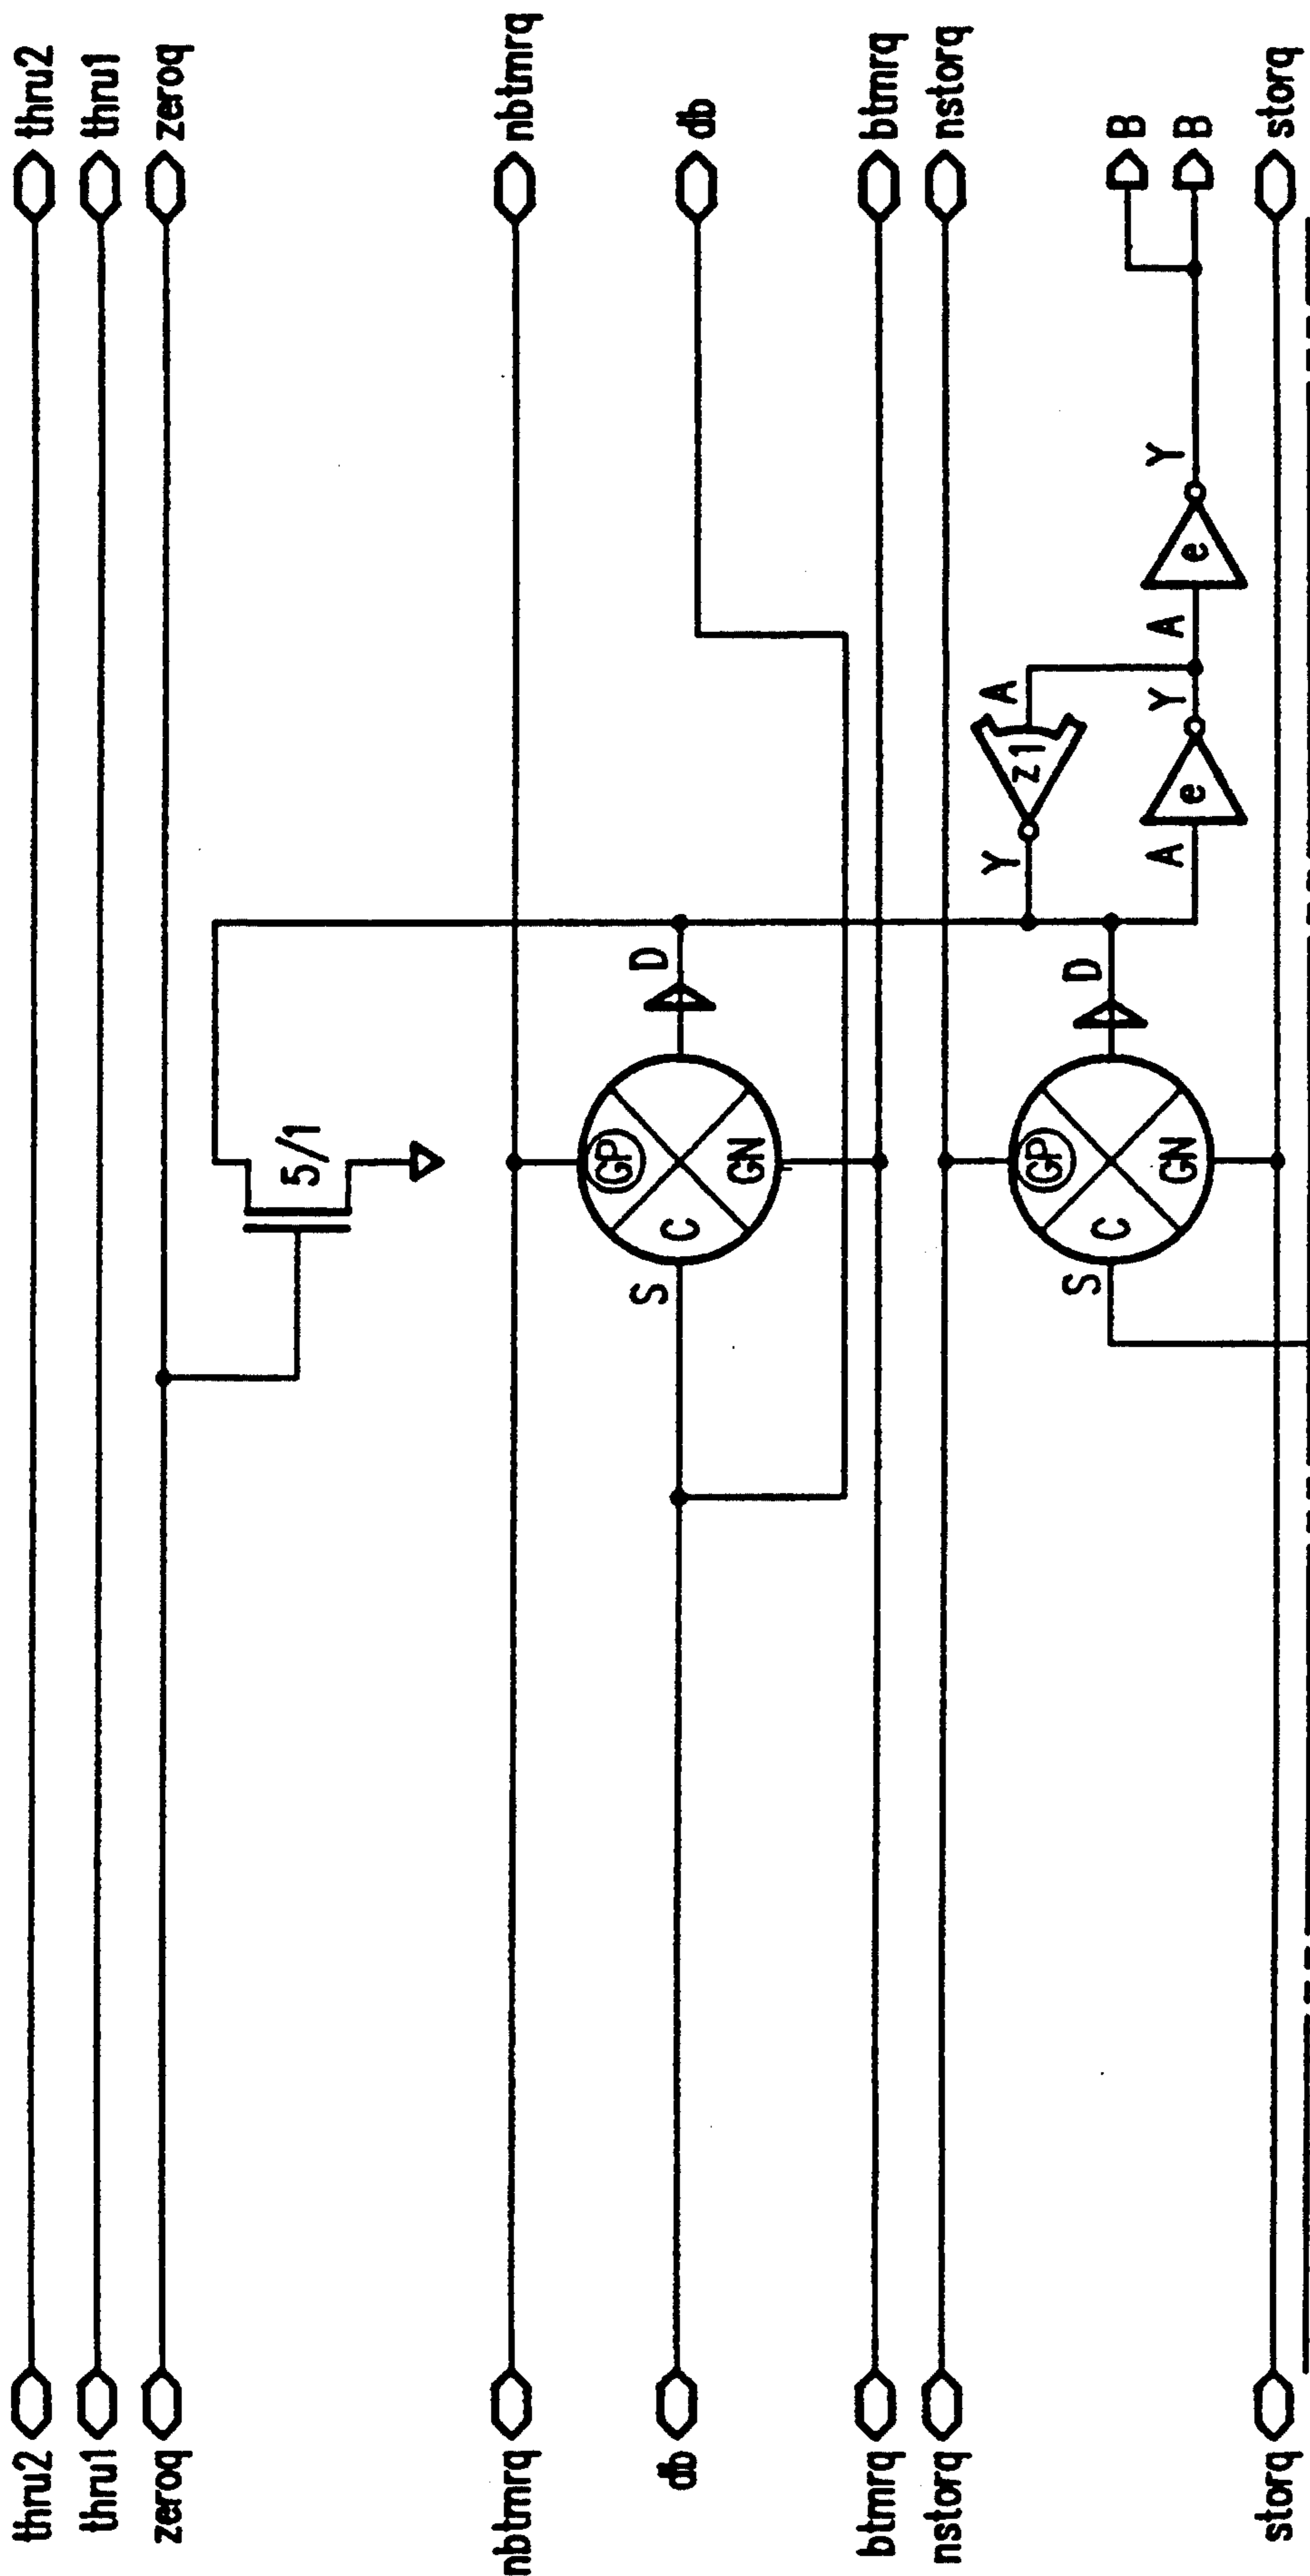 thru2 thru2
thru1 thru1
zeroq zeroq
5/1
nbtmrq nbtmrq
GP
S C D
GN
db db
btmrq btmrq
nstorq nstorq
Y z1 A
GP
S C D
GN
B
A e Y A e Y B
storq storq